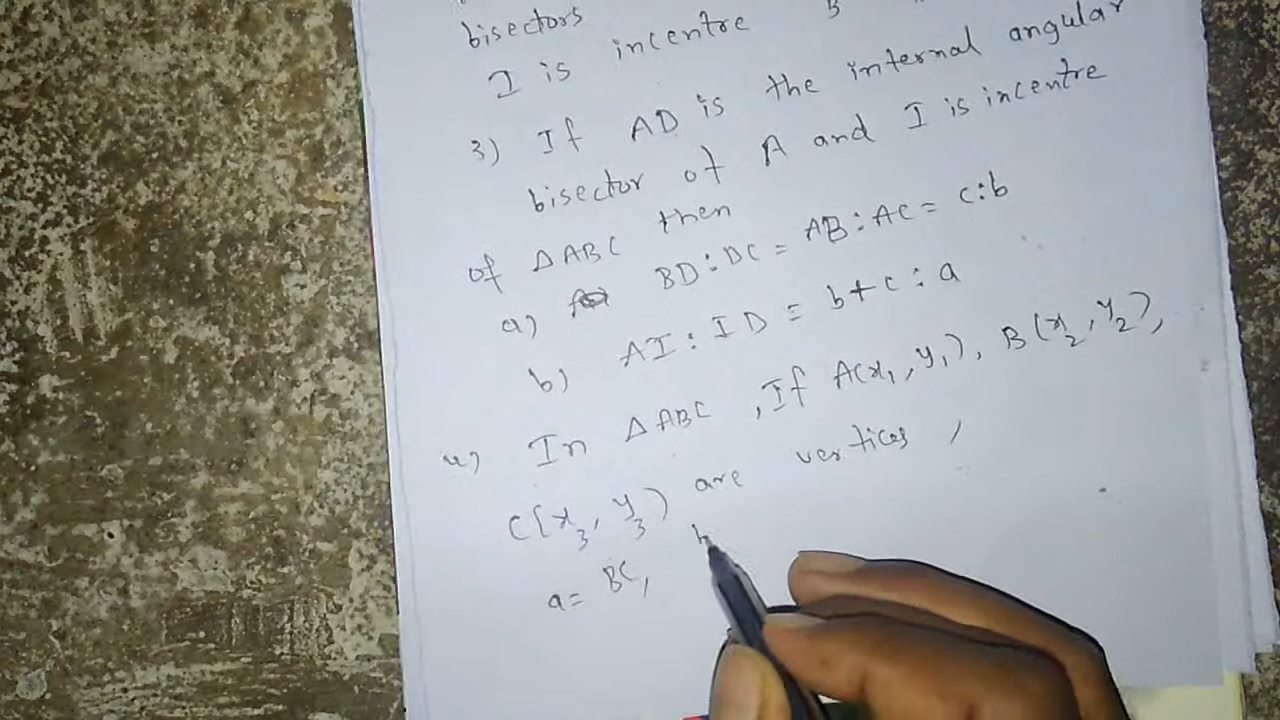 bisectors
I is incentre
3) If AD is the internal angular
bisector of A and I is incentre
of ΔABC then
a) BD:DC = AB:AC = c:b
b) AI:ID = b+c:a
4) In ΔABC, If A(x₁, y₁), B(x₂, y₂),
C(x₃, y₃) are vertices,
a = BC, b